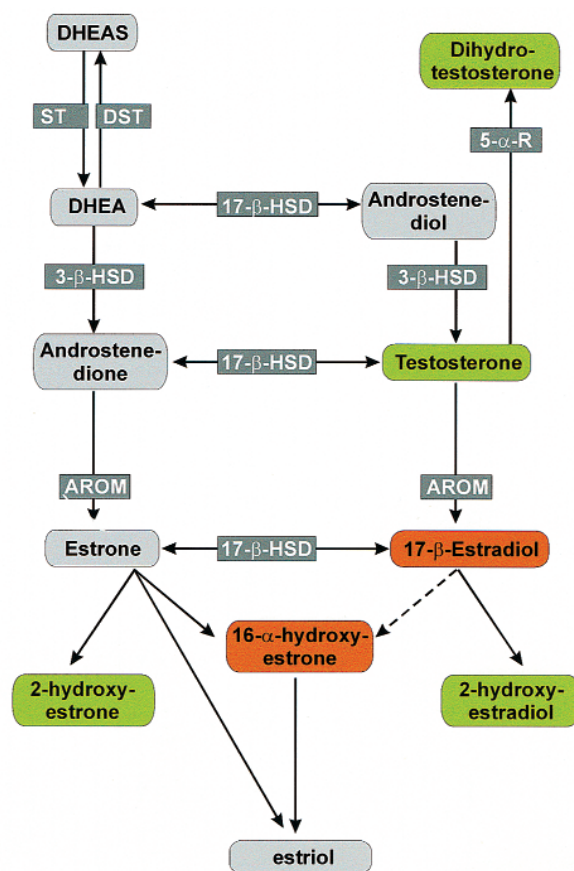 DHEAS
Dihydro-
testosterone
ST
DST
5-α-R
DHEA
17-β-HSD
Androstene-
diol
3-β-HSD
3-β-HSD
Androstene-
dione
17-β-HSD
Testosterone
AROM
AROM
Estrone
17-β-HSD
17-β-Estradiol
16-α-hydroxy-
estrone
2-hydroxy-
estrone
2-hydroxy-
estradiol
estriol